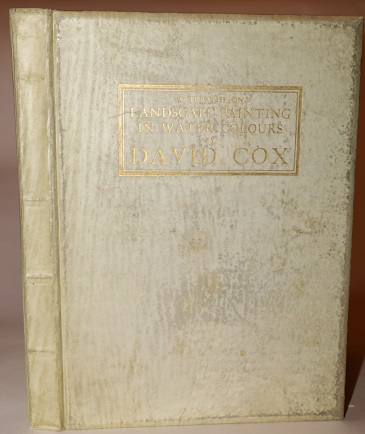 A TREATISE ON
LANDSCAPE PAINTING
IN WATER COLOURS
BY
DAVID COX